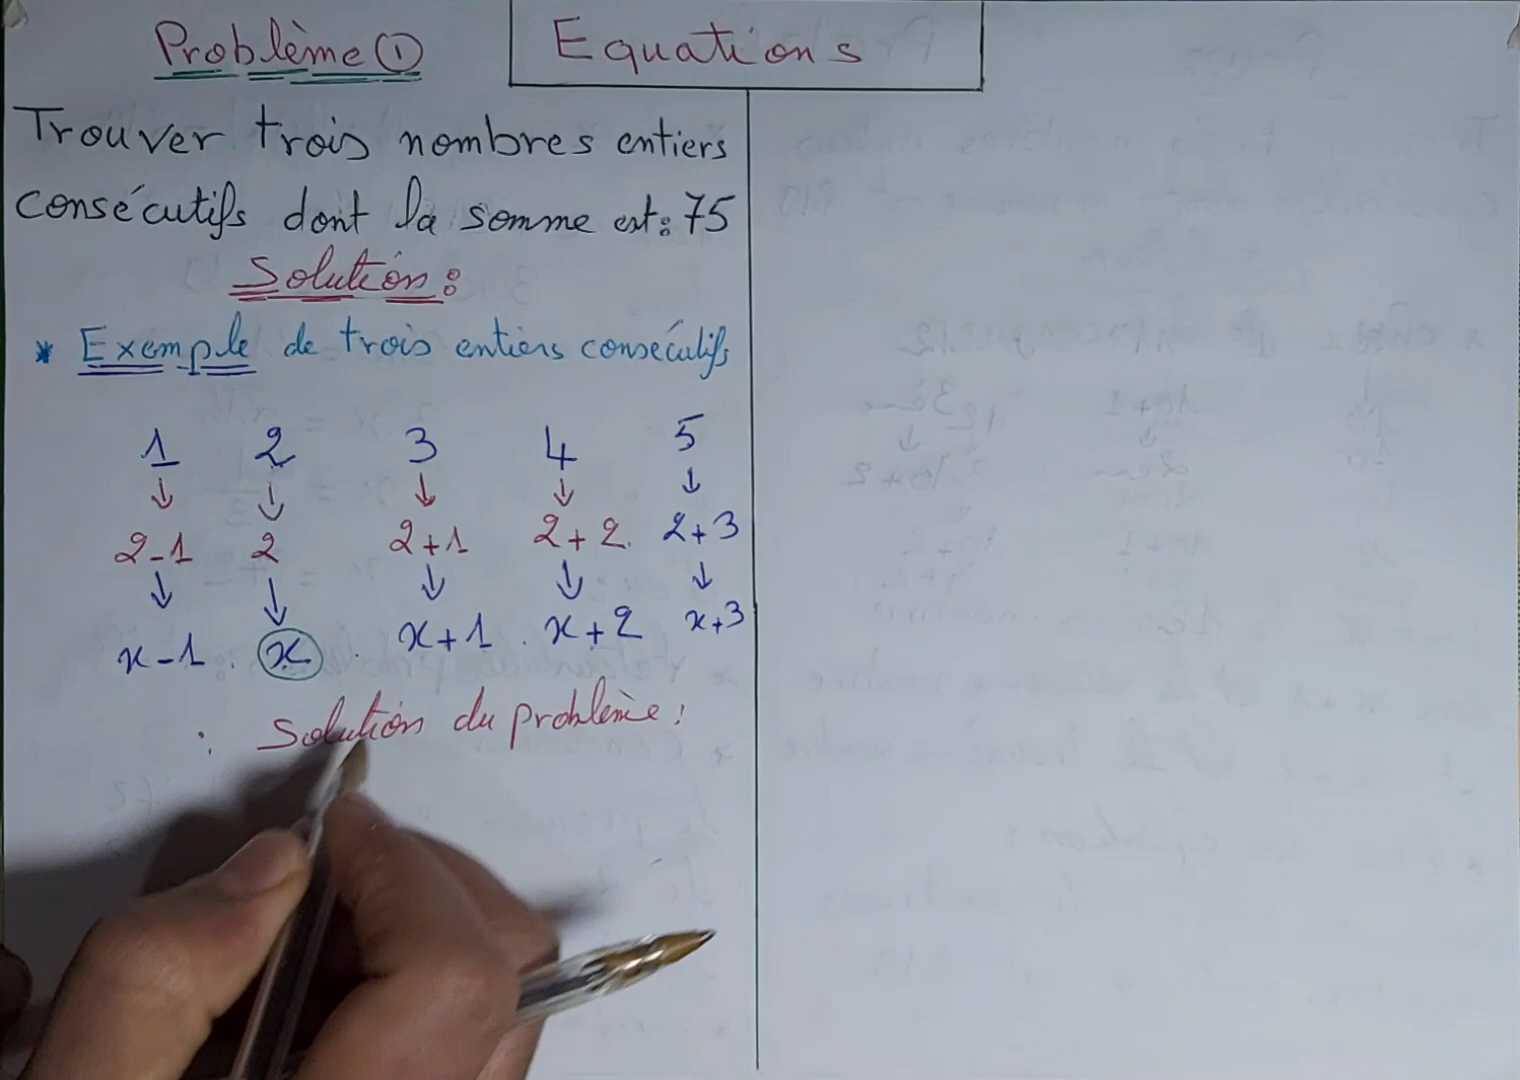 Problème ①
Equations
Trouver trois nombres entiers
consécutifs dont la somme est: 75
Solution:
* Exemple de trois entiers consécutifs
1 2 3 4 5
↓ ↓ ↓ ↓ ↓
2-1 2 2+1 2+2. 2+3
↓ ↓ ↓ ↓ ↓
x-1 . x . x+1 . x+2 x+3
: Solution du problème: